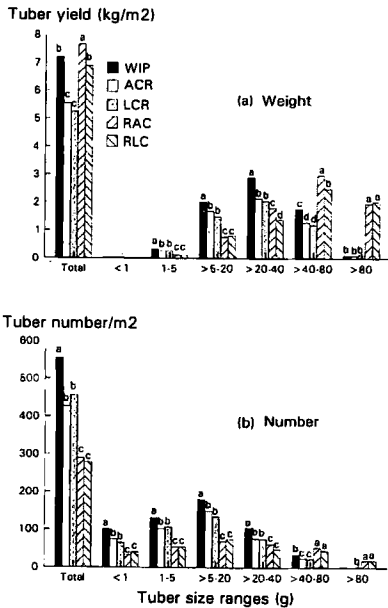 Tuber yield (kg/m2)
8
7
6
5
4
3
2
1
0
b
c
c
a
b
WIP
ACR
LCR
RAC
RLC
(a) Weight
a
b
b
c
c
a
b
b
c
c
a
b
b
c
d
c
d
d
a
b
b
b
b
a
a
Total
<1
1-5
>5-20
>20-40
>40-80
>80
Tuber number/m2
600
500
400
300
200
100
0
a
b
b
c
c
(b) Number
a
b
b
c
c
a
b
b
c
c
a
b
b
c
c
a
b
b
c
c
b
c
c
a
a
b
a
a
Total
<1
1-5
>5-20
>20-40
>40-80
>80
Tuber size ranges (g)